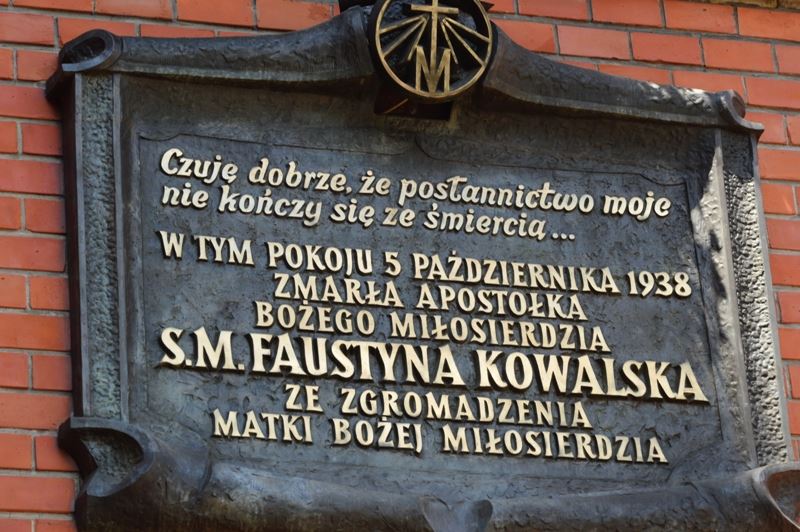 Czuję dobrze, że posłannictwo moje
nie kończy się ze śmiercią...
W TYM POKOJU 5 PAŹDZIERNIKA 1938
ZMARŁA APOSTOŁKA
BOŻEGO MIŁOSIERDZIA
S.M. FAUSTYNA KOWALSKA
ZE ZGROMADZENIA
MATKI BOŻEJ MIŁOSIERDZIA